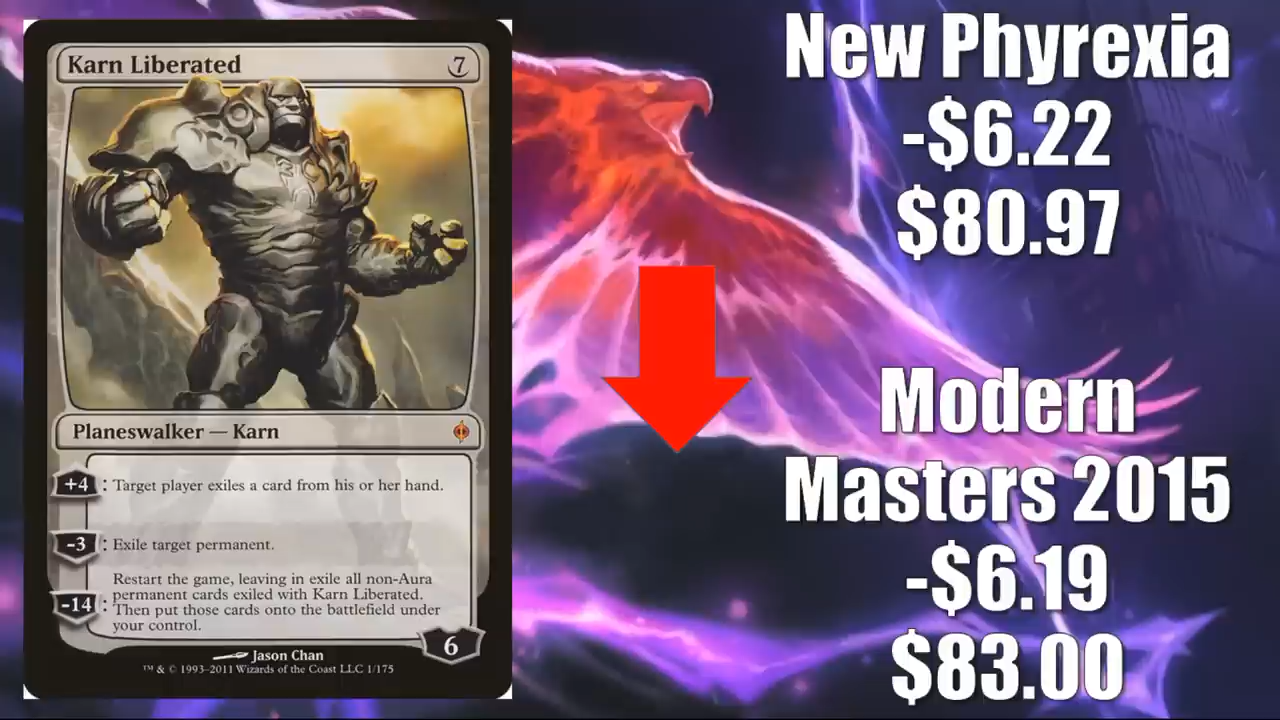 Karn Liberated 7
Planeswalker — Karn
+4 : Target player exiles a card from his or her hand.
-3 : Exile target permanent.
Restart the game, leaving in exile all non-Aura
permanent cards exiled with Karn Liberated.
-14 : Then put those cards onto the battlefield under
your control.
6
Jason Chan
™ & © 1993–2011 Wizards of the Coast LLC 1/175
New Phyrexia
-$6.22
$80.97
Modern
Masters 2015
-$6.19
$83.00